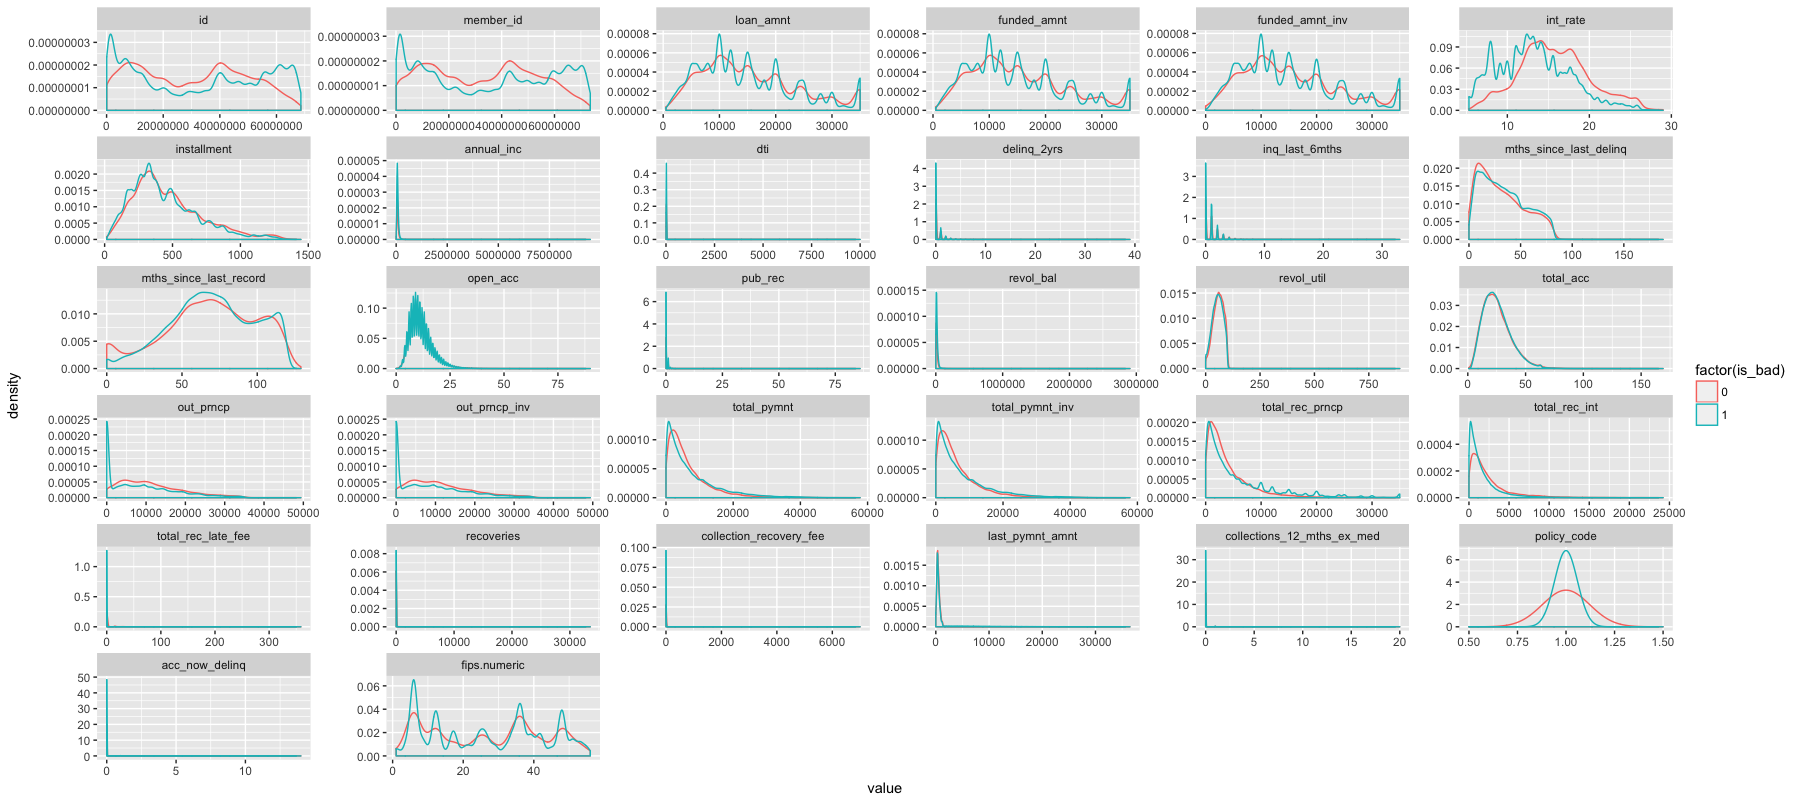 id member_id loan_amnt funded_amnt funded_amnt_inv int_rate
0.00000003 0.00000003 0.00008 0.00008 0.00008 0.09
0.00000002 0.00000002 0.00006 0.00006 0.00006 0.06
0.00000001 0.00000001 0.00004 0.00004 0.00004 0.03
0.00000000 0.00000000 0.00002 0.00002 0.00002 0.00
0.00000 0.00000 0.00000
0 20000000 40000000 60000000 0 20000000 40000000 60000000 0 10000 20000 30000 0 10000 20000 30000 0 10000 20000 30000 10 20 30
installment annual_inc dti delinq_2yrs inq_last_6mths mths_since_last_delinq
0.0020 0.00005 0.4 4 3 0.020
0.0015 0.00004 0.3 3 2 0.015
0.0010 0.00003 0.2 2 1 0.010
0.0005 0.00002 0.1 1 0 0.005
0.0000 0.00001 0.0 0 0.000
0.00000
0 500 1000 1500 0 2500000 5000000 7500000 0 2500 5000 7500 10000 0 10 20 30 40 0 10 20 30 0 50 100 150
mths_since_last_record open_acc pub_rec revol_bal revol_util total_acc
0.010 0.10 6 0.00015 0.015 0.03
0.005 0.05 4 0.00010 0.010 0.02
0.000 0.00 2 0.00005 0.005 0.01
0 0.00000 0.000 0.00
0 50 100 0 25 50 75 0 25 50 75 0 1000000 2000000 3000000 0 250 500 750 0 50 100 150
out_prncp out_prncp_inv total_pymnt total_pymnt_inv total_rec_prncp total_rec_int
0.00025 0.00025 0.00010 0.00010 0.00020 0.0004
0.00020 0.00020 0.00005 0.00005 0.00015 0.0002
0.00015 0.00015 0.00000 0.00000 0.00010 0.0000
0.00010 0.00010 0.00005
0.00005 0.00005 0.00000
0.00000 0.00000
0 10000 20000 30000 40000 50000 0 10000 20000 30000 40000 50000 0 20000 40000 60000 0 20000 40000 60000 0 10000 20000 30000 0 5000 10000 15000 20000 25000
total_rec_late_fee recoveries collection_recovery_fee last_pymnt_amnt collections_12_mths_ex_med policy_code
1.0 0.008 0.100 0.0015 30 6
0.5 0.006 0.075 0.0010 20 4
0.0 0.004 0.050 0.0005 10 2
0.002 0.025 0.0000 0 0
0.000 0.000
0 100 200 300 0 10000 20000 30000 0 2000 4000 6000 0 10000 20000 30000 0 5 10 15 20 0.50 0.75 1.00 1.25 1.50
acc_now_delinq fips.numeric
50 0.06
40 0.04
30 0.02
20 0.00
10
0
0 5 10 0 20 40
value
density
factor(is_bad)
0
1